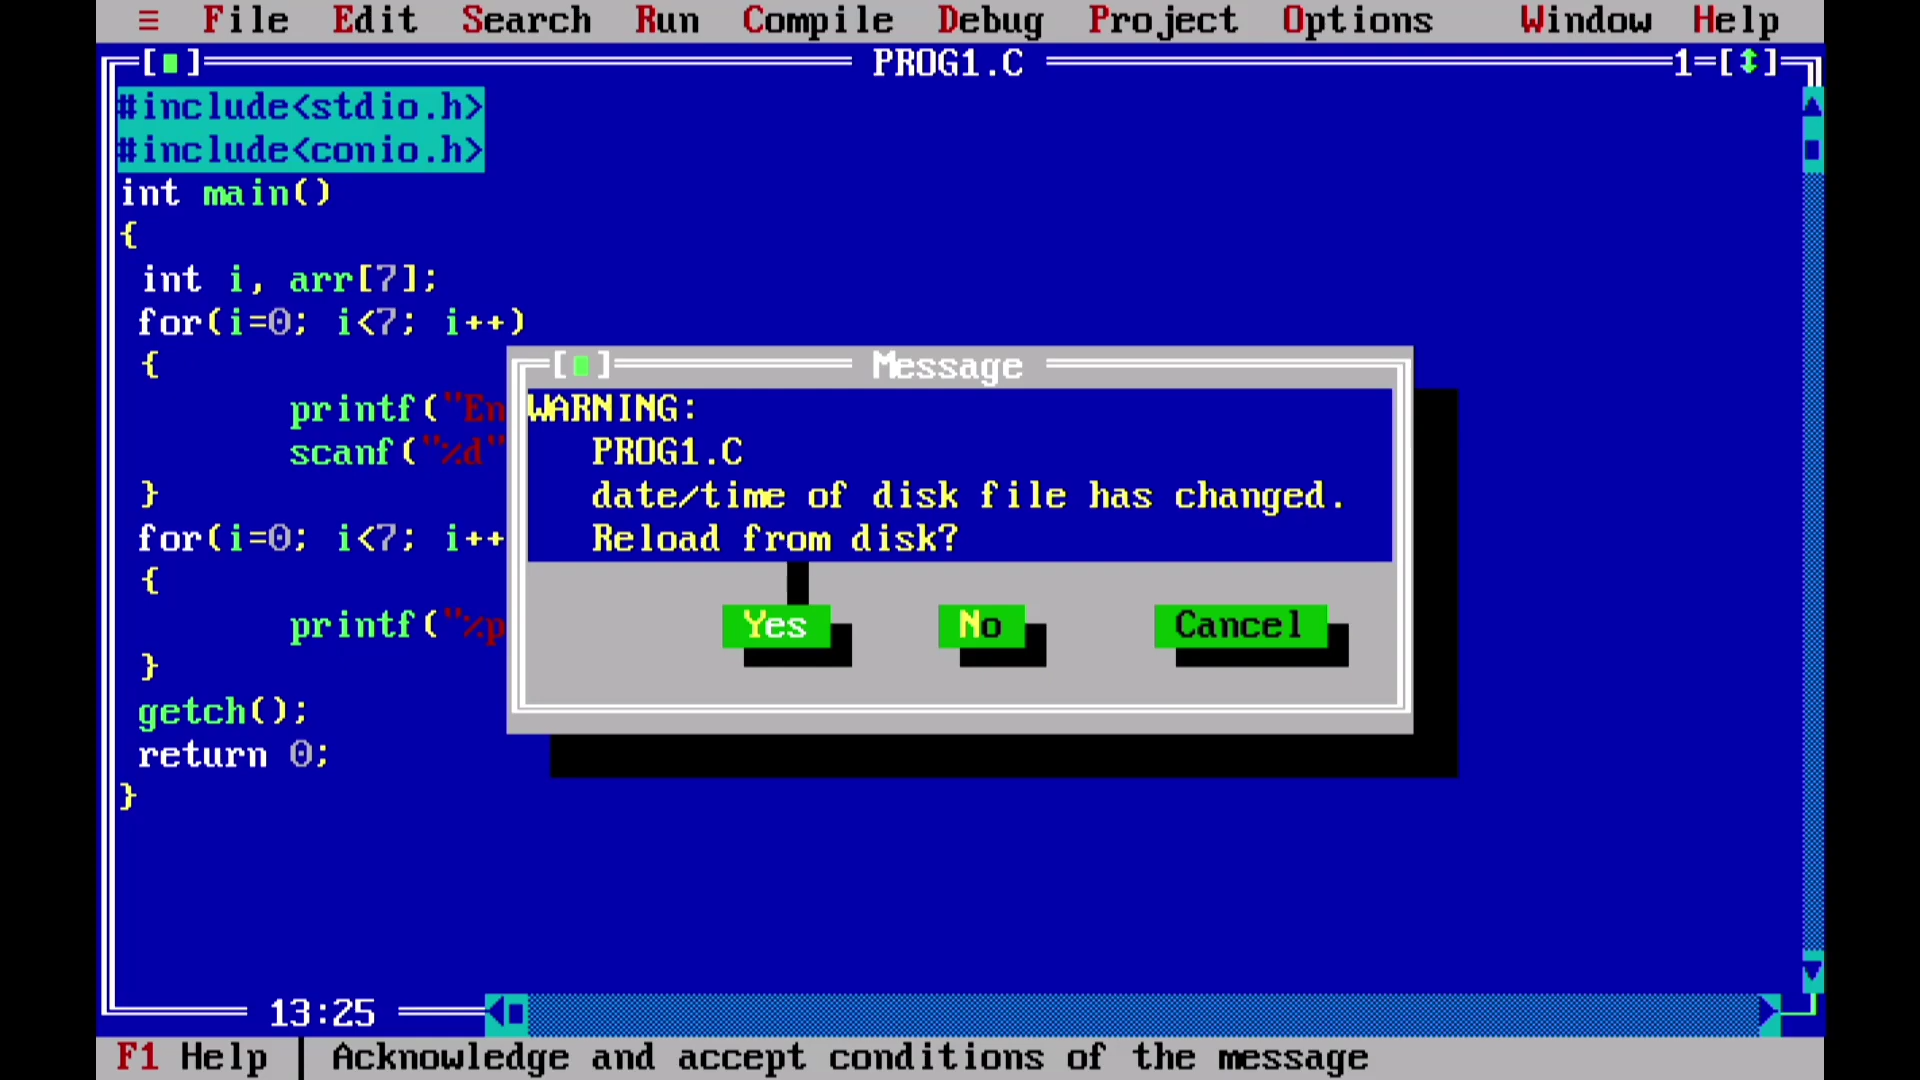 ≡ File Edit Search Run Compile Debug Project Options Window Help
PROG1.C
1=[↕]
#include<stdio.h>
#include<conio.h>
int main()
{
int i, arr[7];
for(i=0; i<7; i++)
{
printf("En
scanf("%d"
}
for(i=0; i<7; i++
{
printf("%p
}
getch();
return 0;
}
Message
WARNING:
PROG1.C
date/time of disk file has changed.
Reload from disk?
Yes No Cancel
13:25
F1 Help | Acknowledge and accept conditions of the message